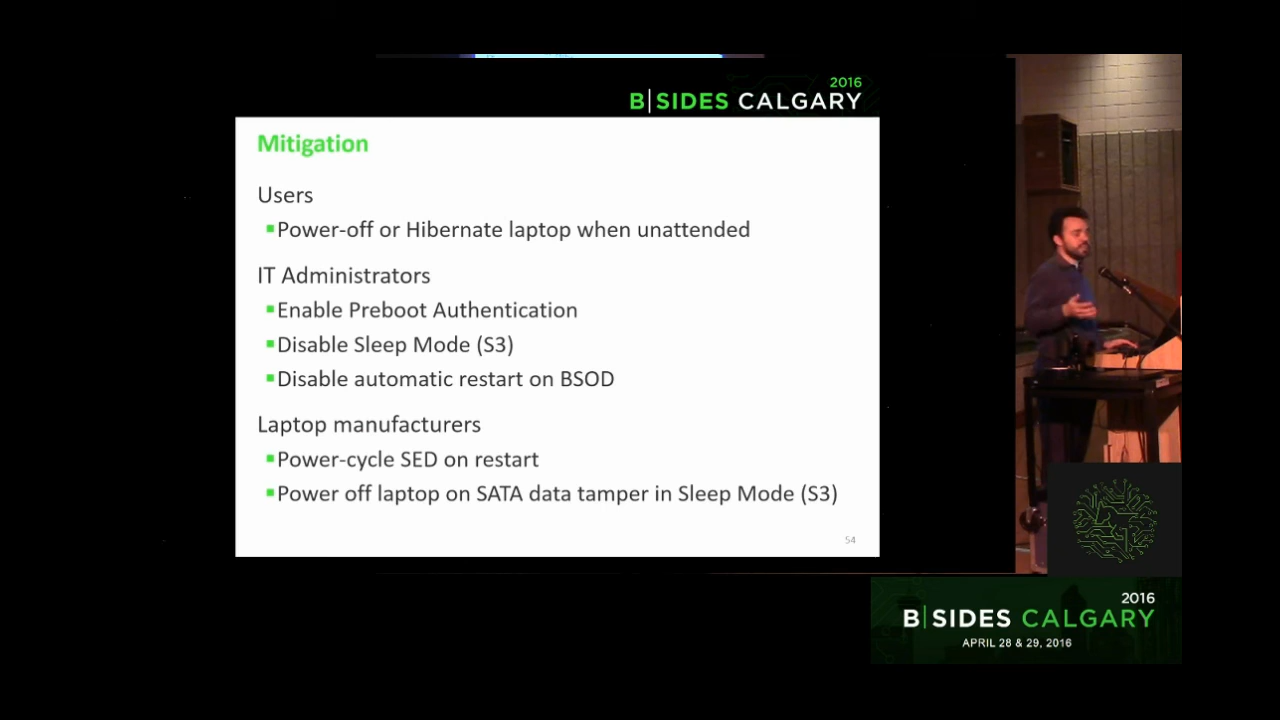 2016
B|SIDES CALGARY
Mitigation
Users
▪Power-off or Hibernate laptop when unattended
IT Administrators
▪Enable Preboot Authentication
▪Disable Sleep Mode (S3)
▪Disable automatic restart on BSOD
Laptop manufacturers
▪Power-cycle SED on restart
▪Power off laptop on SATA data tamper in Sleep Mode (S3)
54
2016
B|SIDES CALGARY
APRIL 28 & 29, 2016